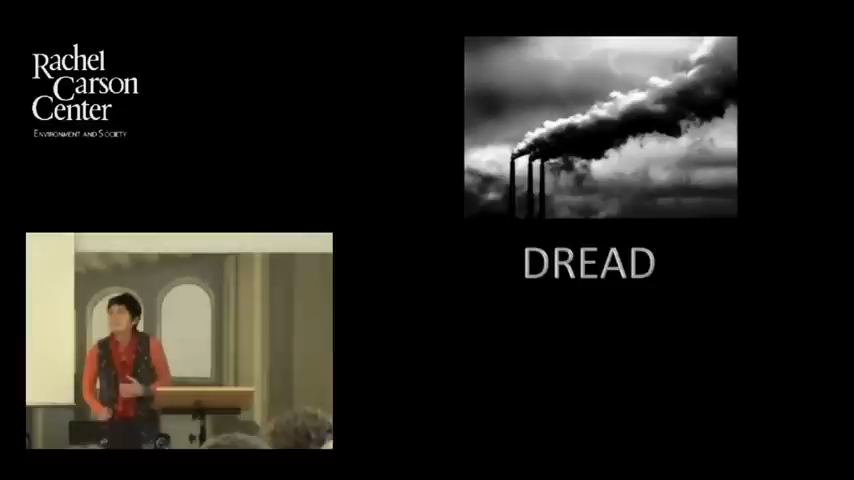 Rachel
Carson
Center
ENVIRONMENT AND SOCIETY
DREAD